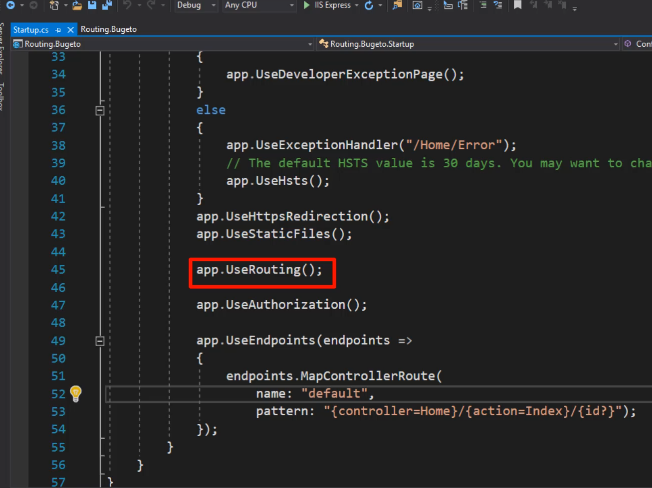 Debug Any CPU IIS Express
Startup.cs Routing.Bugeto
Routing.Bugeto Routing.Bugeto.Startup
Server Explorer
Toolbox
33 {
34 app.UseDeveloperExceptionPage();
35 }
36 else
37 {
38 app.UseExceptionHandler("/Home/Error");
39 // The default HSTS value is 30 days. You may want to cha
40 app.UseHsts();
41 }
42 app.UseHttpsRedirection();
43 app.UseStaticFiles();
44
45 app.UseRouting();
46
47 app.UseAuthorization();
48
49 app.UseEndpoints(endpoints =>
50 {
51 endpoints.MapControllerRoute(
52 name: "default",
53 pattern: "{controller=Home}/{action=Index}/{id?}");
54 });
55 }
56 }
57 }